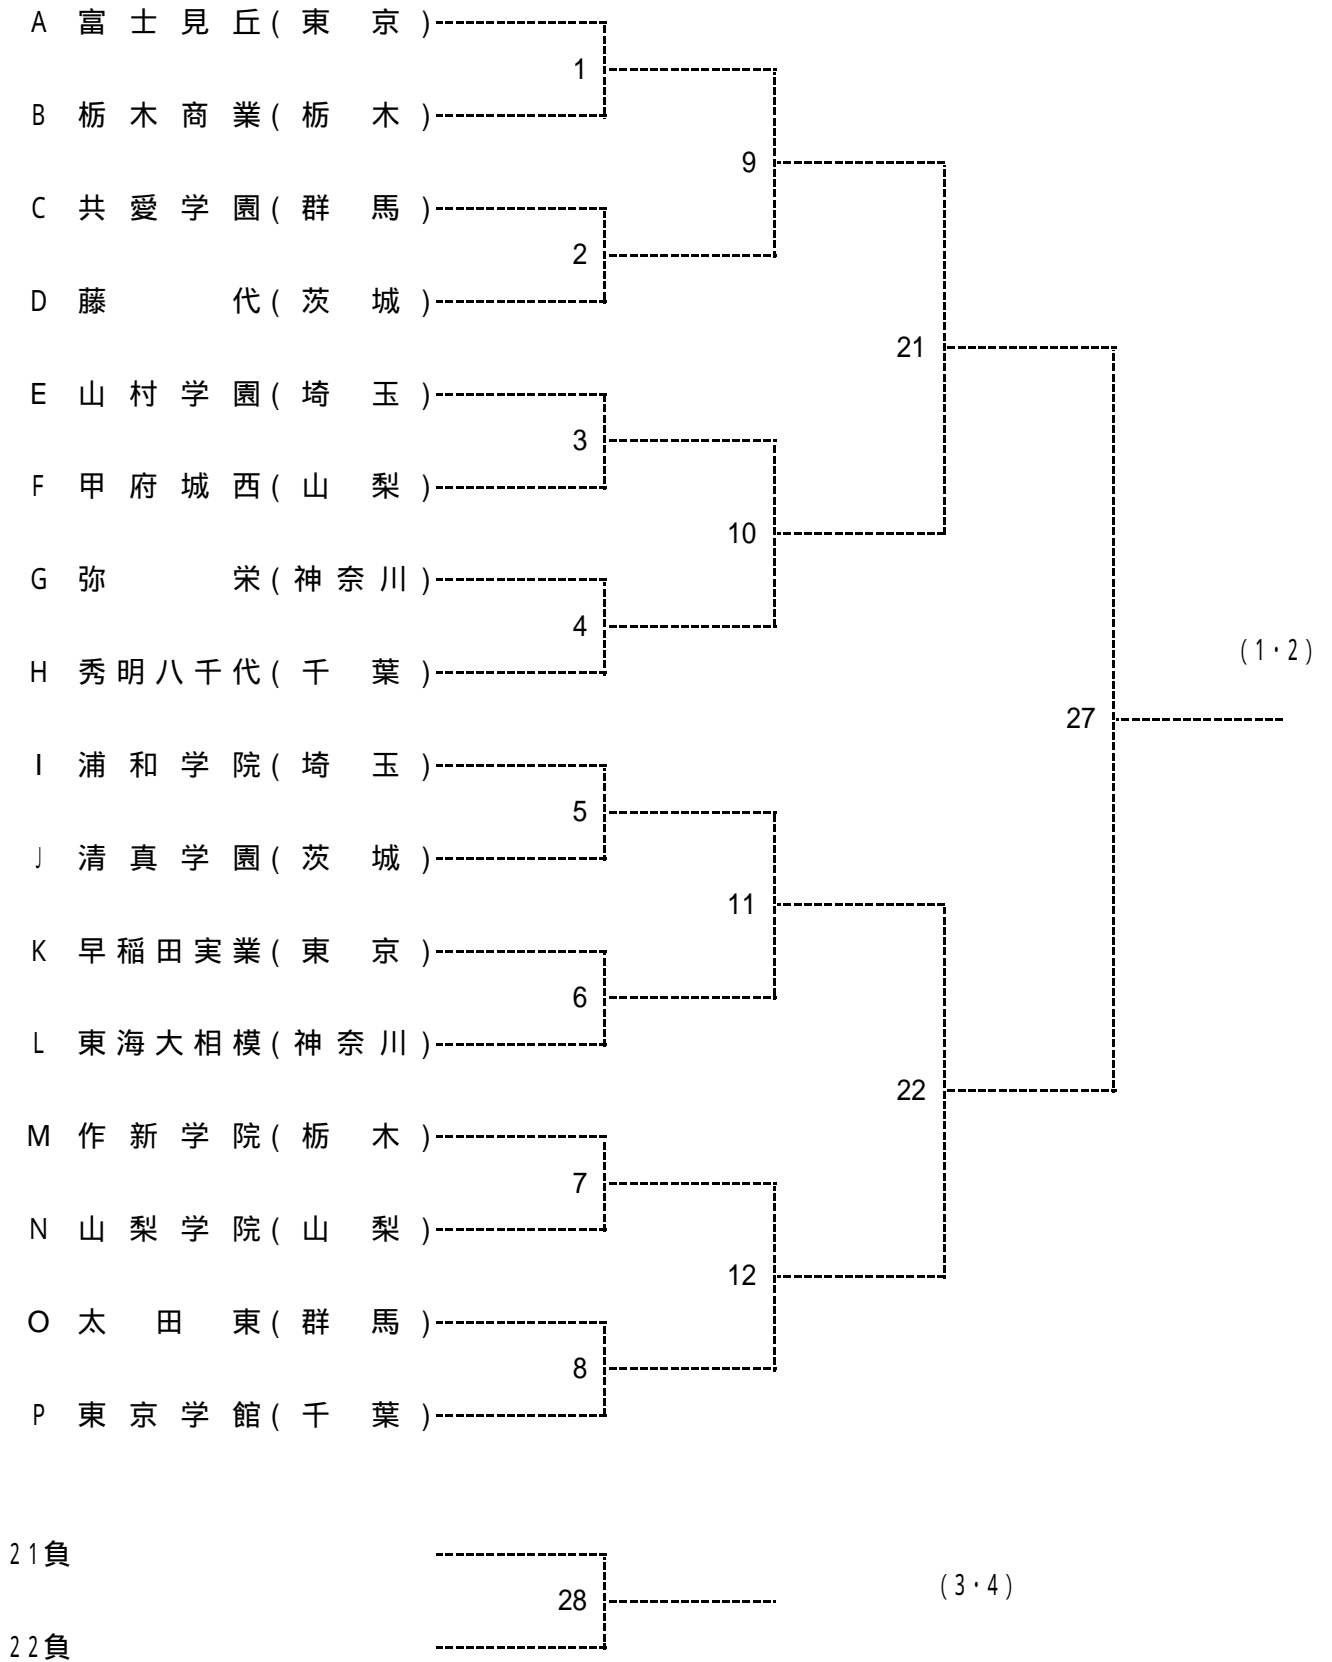 A 富士見丘(東京)
1
B 栃木商業(栃木)
9
C 共愛学園(群馬)
2
D 藤代(茨城)
21
E 山村学園(埼玉)
3
F 甲府城西(山梨)
10
G 弥栄(神奈川)
4
(1・2)
H 秀明八千代(千葉)
27
I 浦和学院(埼玉)
5
J 清真学園(茨城)
11
K 早稲田実業(東京)
6
L 東海大相模(神奈川)
22
M 作新学院(栃木)
7
N 山梨学院(山梨)
12
O 太田東(群馬)
8
P 東京学館(千葉)
21負
(3・4)
28
22負